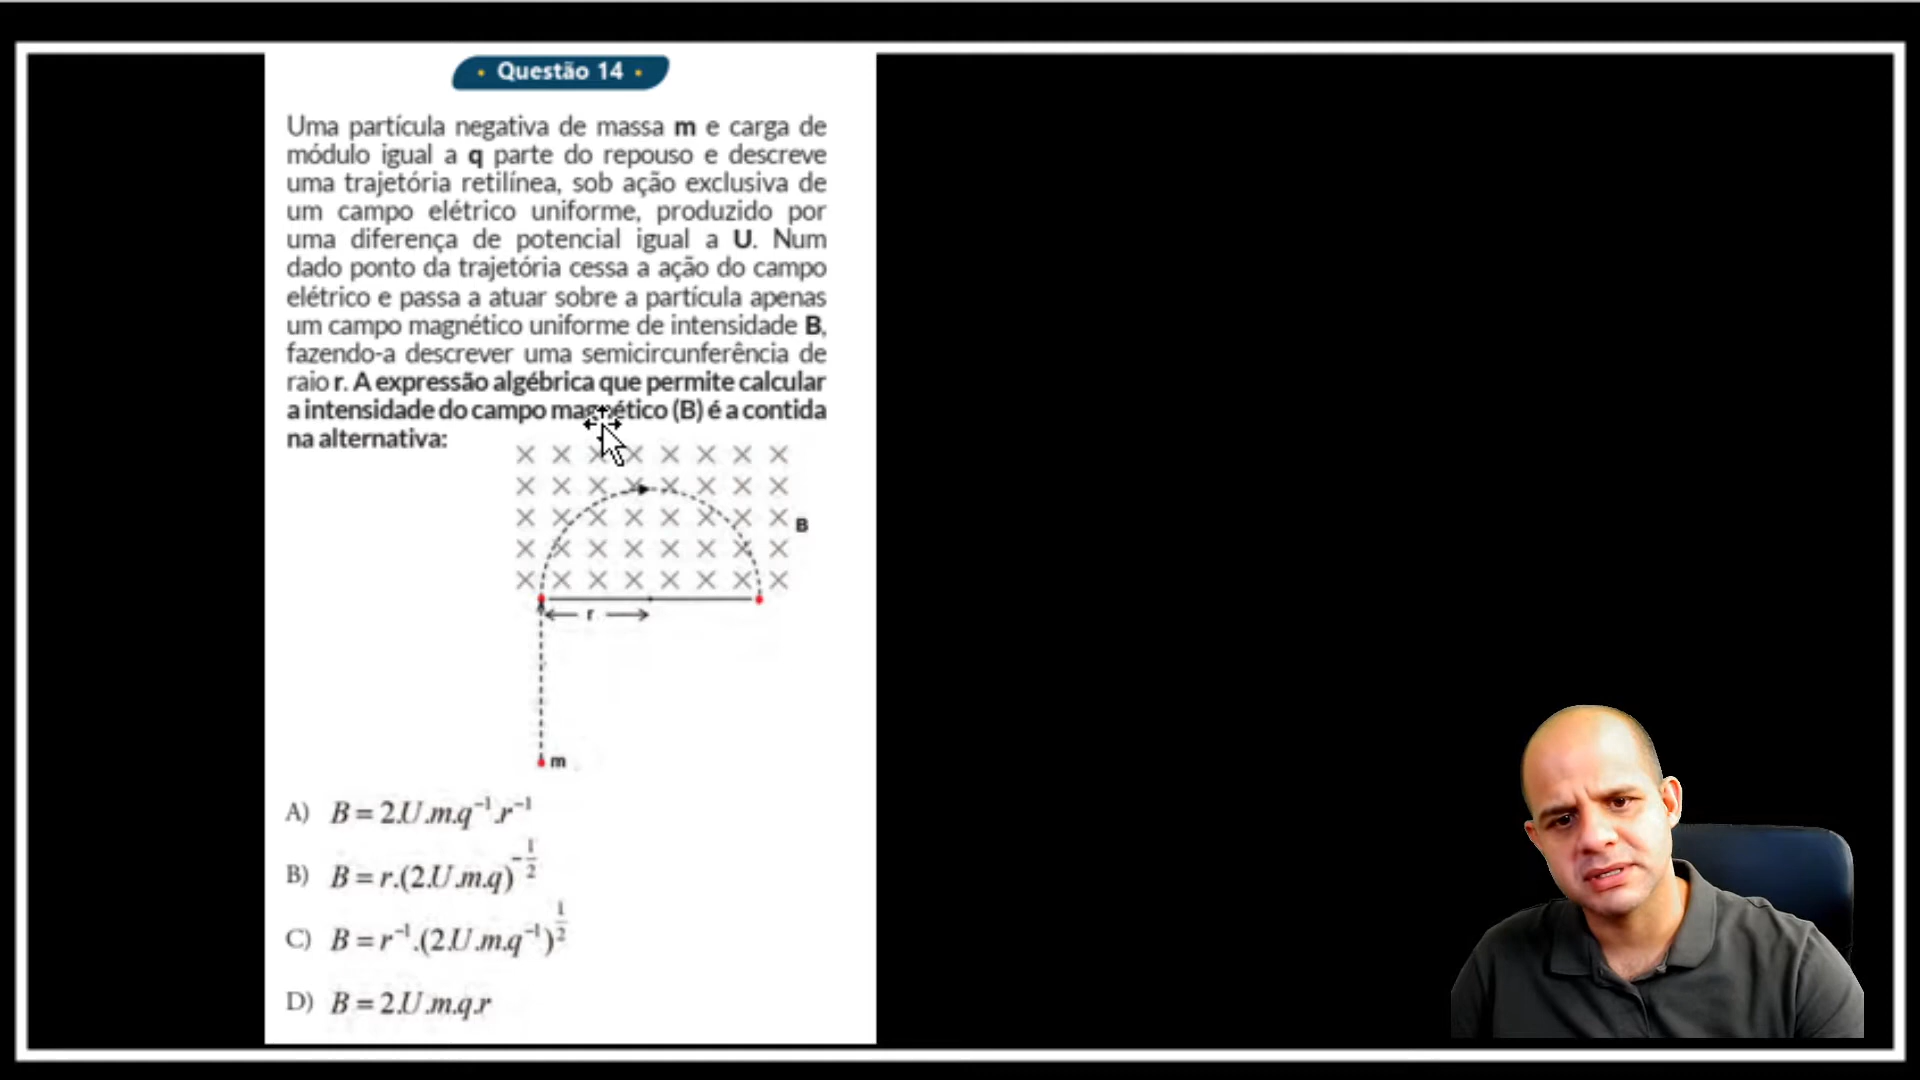 • Questão 14 •
Uma partícula negativa de massa m e carga de
módulo igual a q parte do repouso e descreve
uma trajetória retilínea, sob ação exclusiva de
um campo elétrico uniforme, produzido por
uma diferença de potencial igual a U. Num
dado ponto da trajetória cessa a ação do campo
elétrico e passa a atuar sobre a partícula apenas
um campo magnético uniforme de intensidade B,
fazendo-a descrever uma semicircunferência de
raio r. A expressão algébrica que permite calcular
a intensidade do campo magnético (B) é a contida
na alternativa:
B
r
m
A) B = 2.U.m.q⁻¹.r⁻¹
B) B = r.(2.U.m.q)^(-1/2)
C) B = r⁻¹.(2.U.m.q⁻¹)^(1/2)
D) B = 2.U.m.q.r